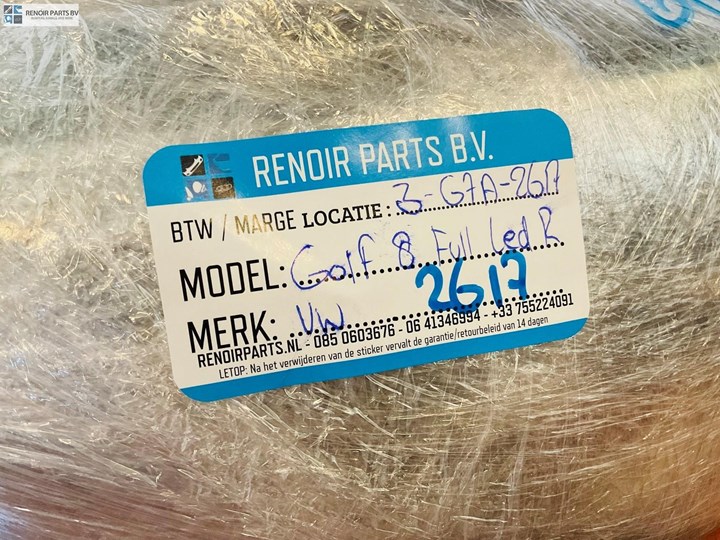 RENOIR PARTS BV
RENOIR PARTS B.V.
BTW / MARGE LOCATIE: 3-G7A-2617
MODEL: Golf 8 Full Led R
MERK: VW 2617
RENOIRPARTS.NL - 085 0603676 - 06 41346994 - +33 755224091
LETOP: Na het verwijderen van de sticker vervalt de garantie/retourbeleid van 14 dagen